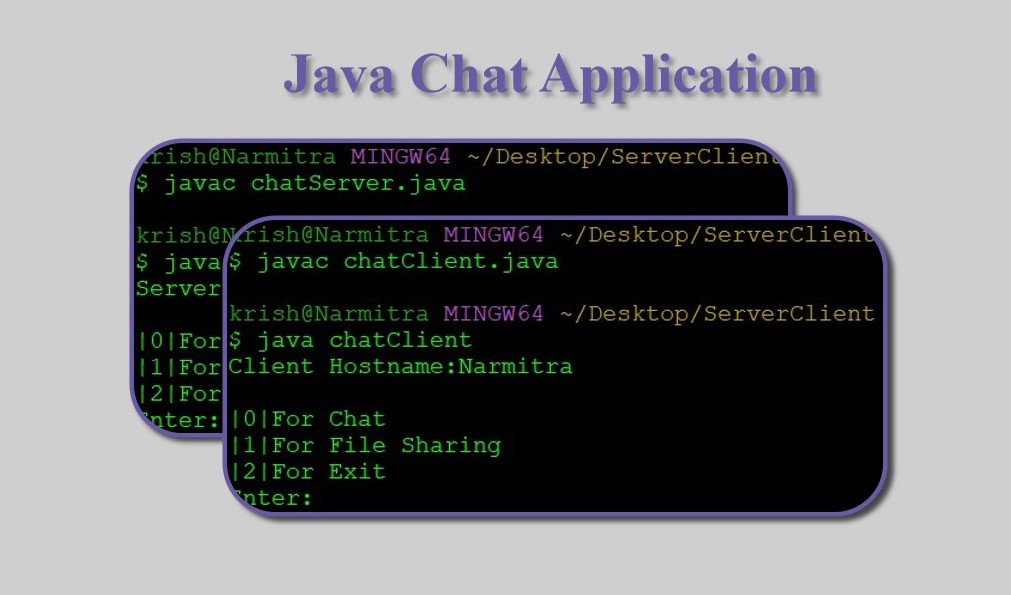 Java Chat Application
krish@Narmitra MINGW64 ~/Desktop/ServerClient
$ javac chatServer.java
krish@N
$ java
Server
|0|For
|1|For
|2|For
Enter:
krish@Narmitra MINGW64 ~/Desktop/ServerClient
$ javac chatClient.java
krish@Narmitra MINGW64 ~/Desktop/ServerClient
$ java chatClient
Client Hostname:Narmitra
|0|For Chat
|1|For File Sharing
|2|For Exit
Enter: